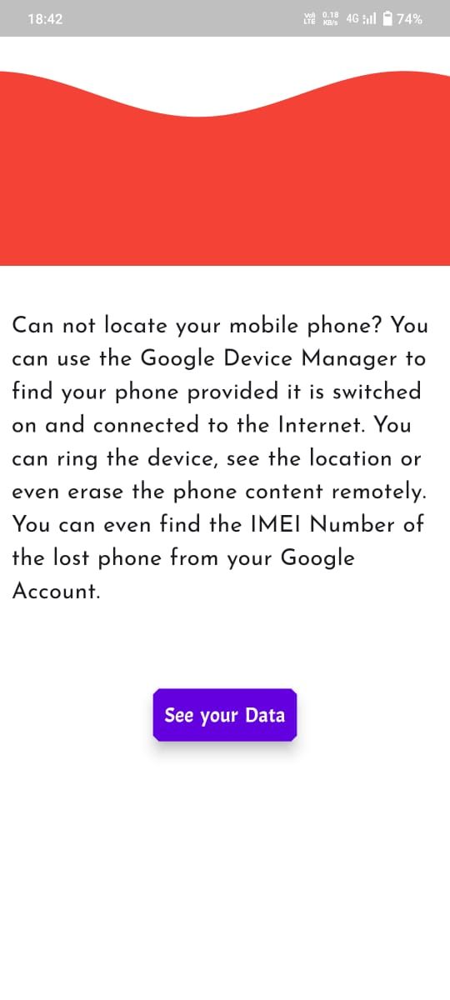 18:42
Vo) LTE 0.18 KB/s 4G 74%
Can not locate your mobile phone? You
can use the Google Device Manager to
find your phone provided it is switched
on and connected to the Internet. You
can ring the device, see the location or
even erase the phone content remotely.
You can even find the IMEI Number of
the lost phone from your Google
Account.
See your Data